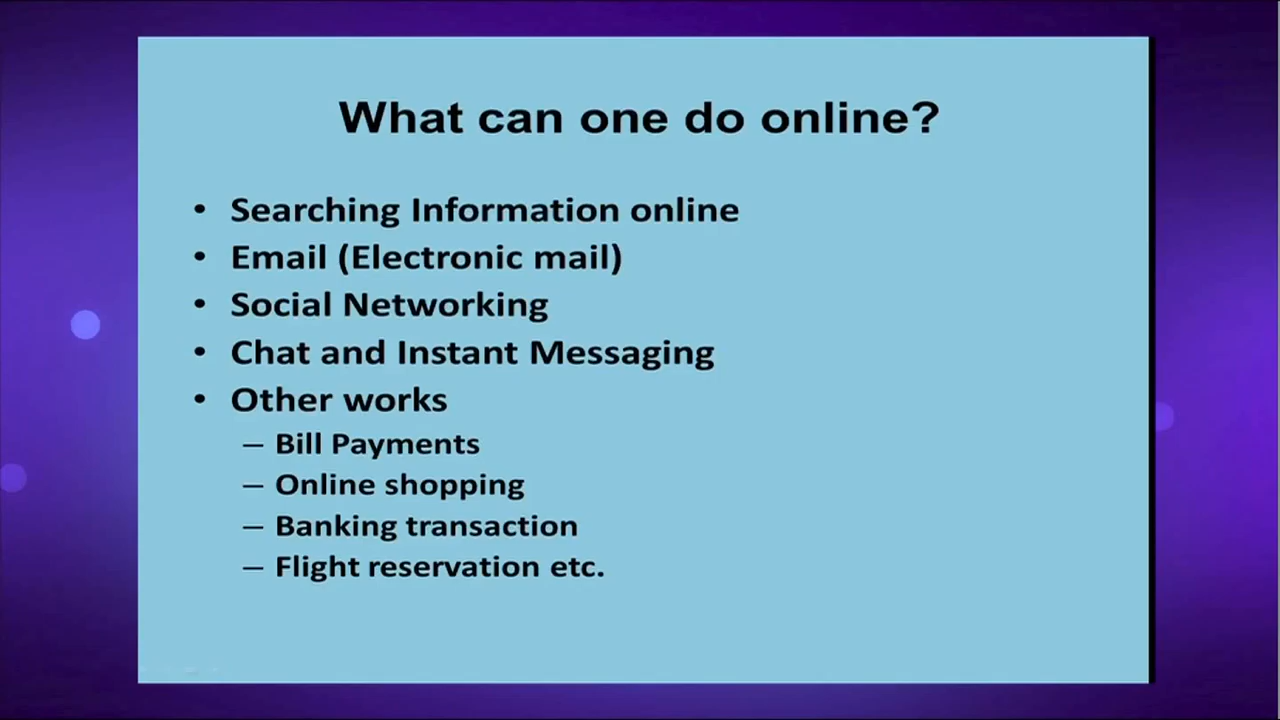 What can one do online?
• Searching Information online
• Email (Electronic mail)
• Social Networking
• Chat and Instant Messaging
• Other works
– Bill Payments
– Online shopping
– Banking transaction
– Flight reservation etc.